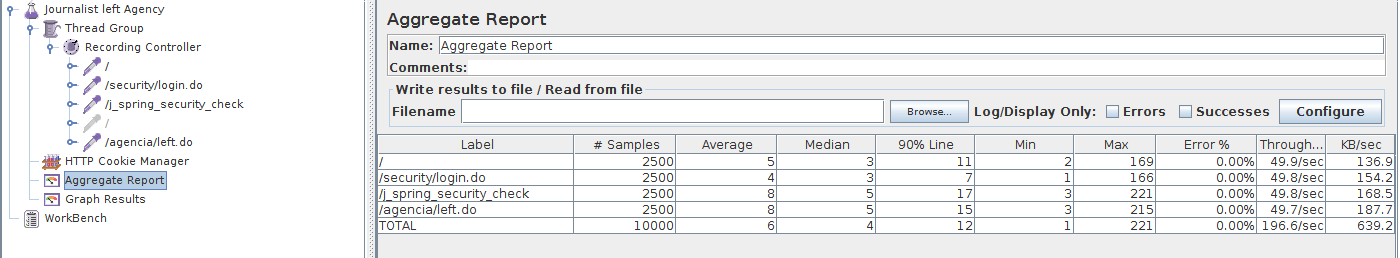 Journalist left Agency
Thread Group
Recording Controller
/
/security/login.do
/j_spring_security_check
/
/agencia/left.do
HTTP Cookie Manager
Aggregate Report
Graph Results
WorkBench
Aggregate Report
Name: Aggregate Report
Comments:
Write results to file / Read from file
Filename Browse... Log/Display Only: Errors Successes Configure
Label # Samples Average Median 90% Line Min Max Error % Through... KB/sec
/ 2500 5 3 11 2 169 0.00% 49.9/sec 136.9
/security/login.do 2500 4 3 7 1 166 0.00% 49.8/sec 154.2
/j_spring_security_check 2500 8 5 17 3 221 0.00% 49.8/sec 168.5
/agencia/left.do 2500 8 5 15 3 215 0.00% 49.7/sec 187.7
TOTAL 10000 6 4 12 1 221 0.00% 196.6/sec 639.2